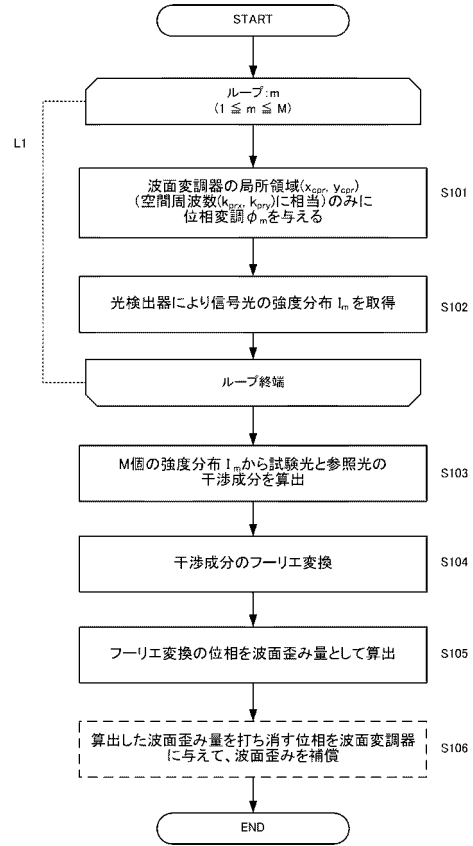 START
ループ:m
(1 ≦ m ≦ M)
L1
波面変調器の局所領域(xcpr, ycpr)
(空間周波数(kprx, kpry)に相当)のみに
位相変調φmを与える
S101
光検出器により信号光の強度分布 Im を取得
S102
ループ終端
M個の強度分布 Imから試験光と参照光の
干渉成分を算出
S103
干渉成分のフーリエ変換
S104
フーリエ変換の位相を波面歪み量として算出
S105
算出した波面歪み量を打ち消す位相を波面変調器
に与えて、波面歪みを補償
S106
END